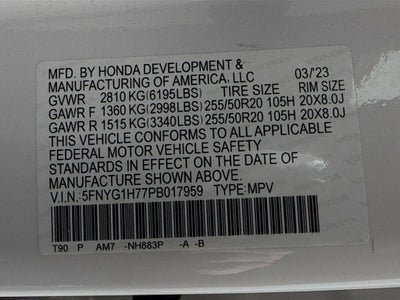 MFD. BY HONDA DEVELOPMENT &
MANUFACTURING OF AMERICA, LLC 03/'23
GVWR 2810 KG(6195LBS) TIRE SIZE RIM SIZE
GAWR F 1360 KG(2998LBS) 255/50R20 105H 20X8.0J
GAWR R 1515 KG(3340LBS) 255/50R20 105H 20X8.0J
THIS VEHICLE CONFORMS TO ALL APPLICABLE
FEDERAL MOTOR VEHICLE SAFETY
STANDARDS IN EFFECT ON THE DATE OF
MANUFACTURE SHOWN ABOVE.
V.I.N.:5FNYG1H77PB017959 TYPE:MPV
T90 P AM7 -NH883P -A -B